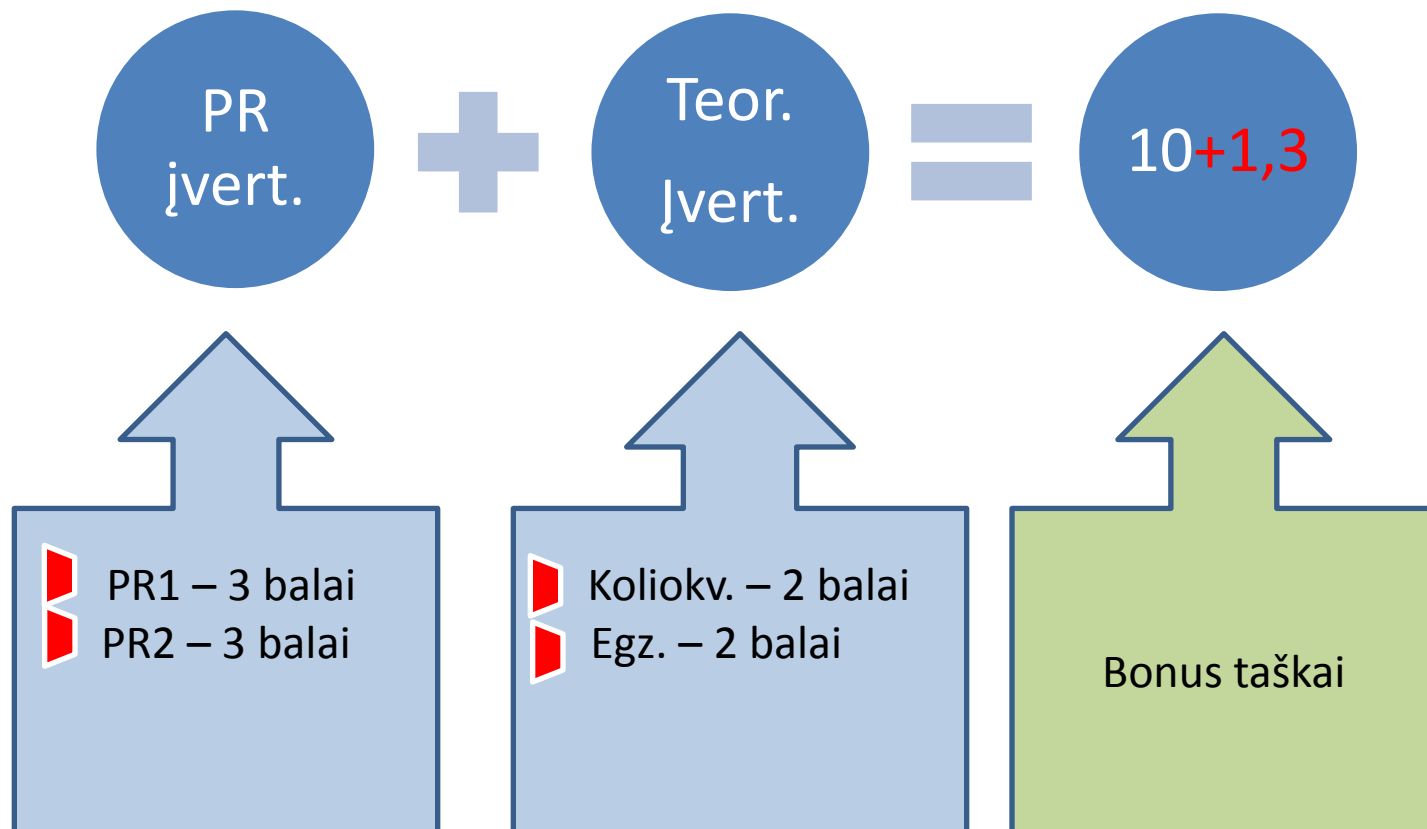 PR
įvert.
Teor.
Įvert.
10+1,3
PR1 – 3 balai
PR2 – 3 balai
Koliokv. – 2 balai
Egz. – 2 balai
Bonus taškai